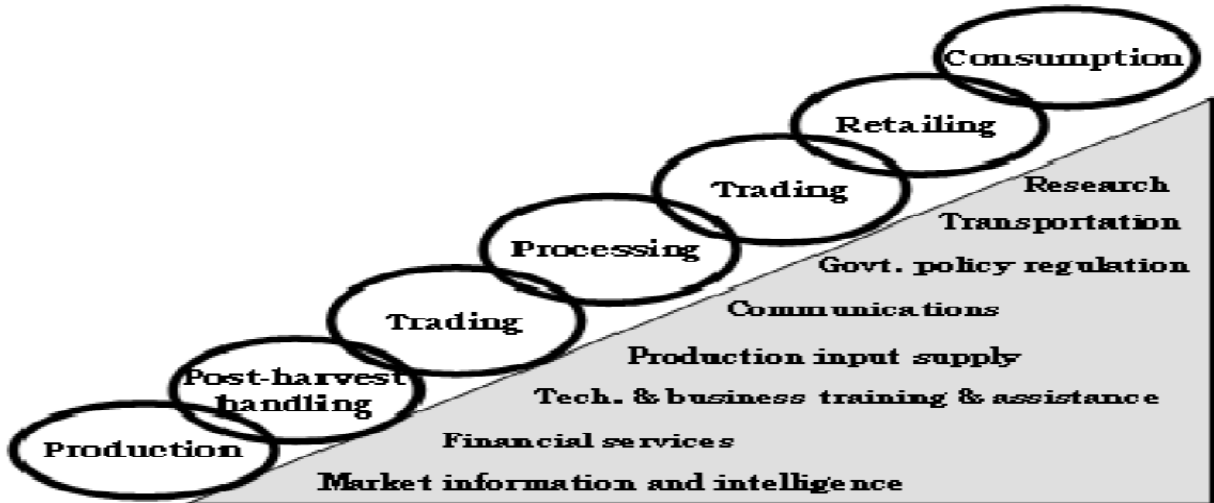 Consumption
Retailing
Trading
Processing
Trading
Post-harvest
handling
Production
Research
Transportation
Govt. policy regulation
Communications
Production input supply
Tech. & business training & assistance
Financial services
Market information and intelligence